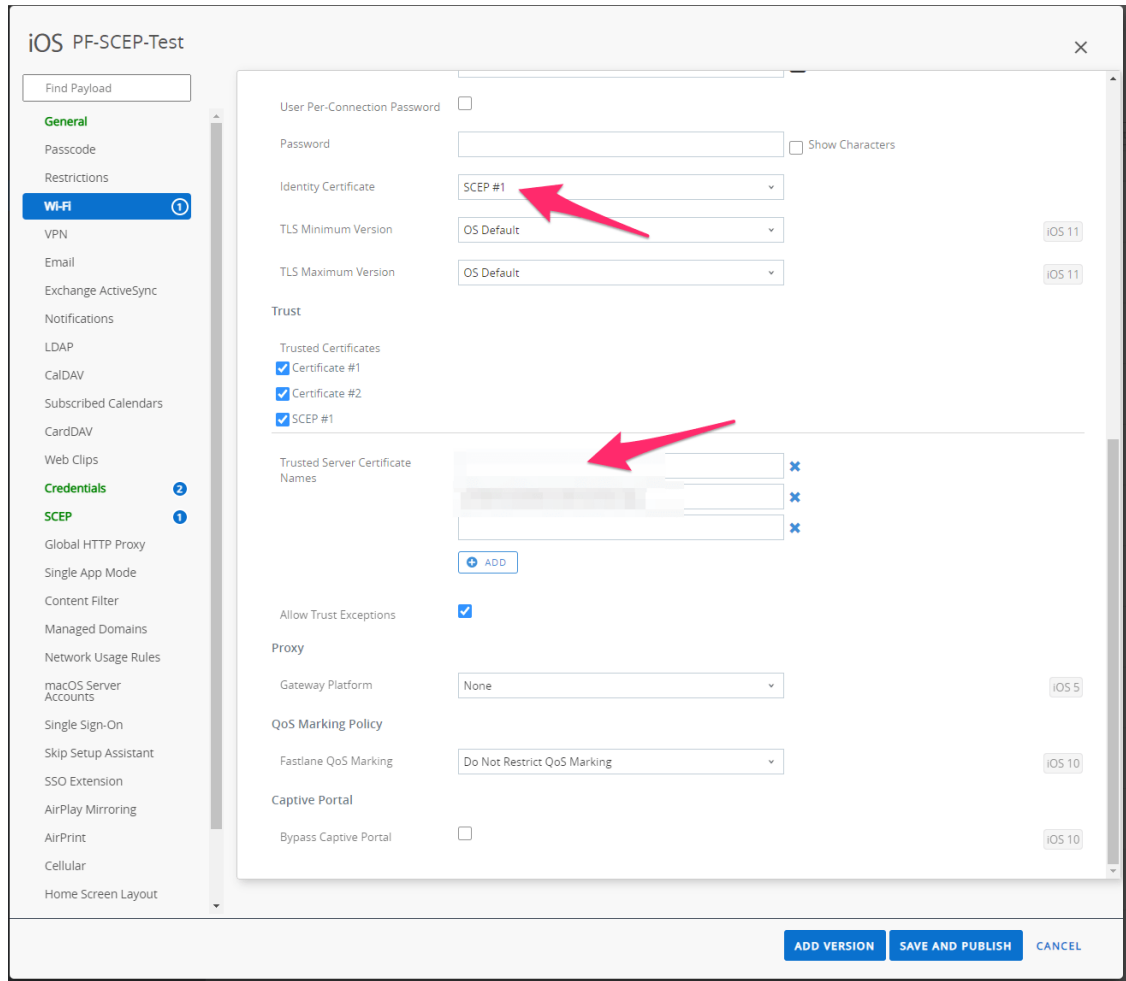 iOS PF-SCEP-Test
Find Payload
General
Passcode
Restrictions
Wi-Fi 1
VPN
Email
Exchange ActiveSync
Notifications
LDAP
CalDAV
Subscribed Calendars
CardDAV
Web Clips
Credentials 2
SCEP 1
Global HTTP Proxy
Single App Mode
Content Filter
Managed Domains
Network Usage Rules
macOS Server
Accounts
Single Sign-On
Skip Setup Assistant
SSO Extension
AirPlay Mirroring
AirPrint
Cellular
Home Screen Layout
User Per-Connection Password
Password Show Characters
Identity Certificate SCEP #1
TLS Minimum Version OS Default iOS 11
TLS Maximum Version OS Default iOS 11
Trust
Trusted Certificates
Certificate #1
Certificate #2
SCEP #1
Trusted Server Certificate
Names
ADD
Allow Trust Exceptions
Proxy
Gateway Platform None iOS 5
QoS Marking Policy
Fastlane QoS Marking Do Not Restrict QoS Marking iOS 10
Captive Portal
Bypass Captive Portal iOS 10
ADD VERSION SAVE AND PUBLISH CANCEL